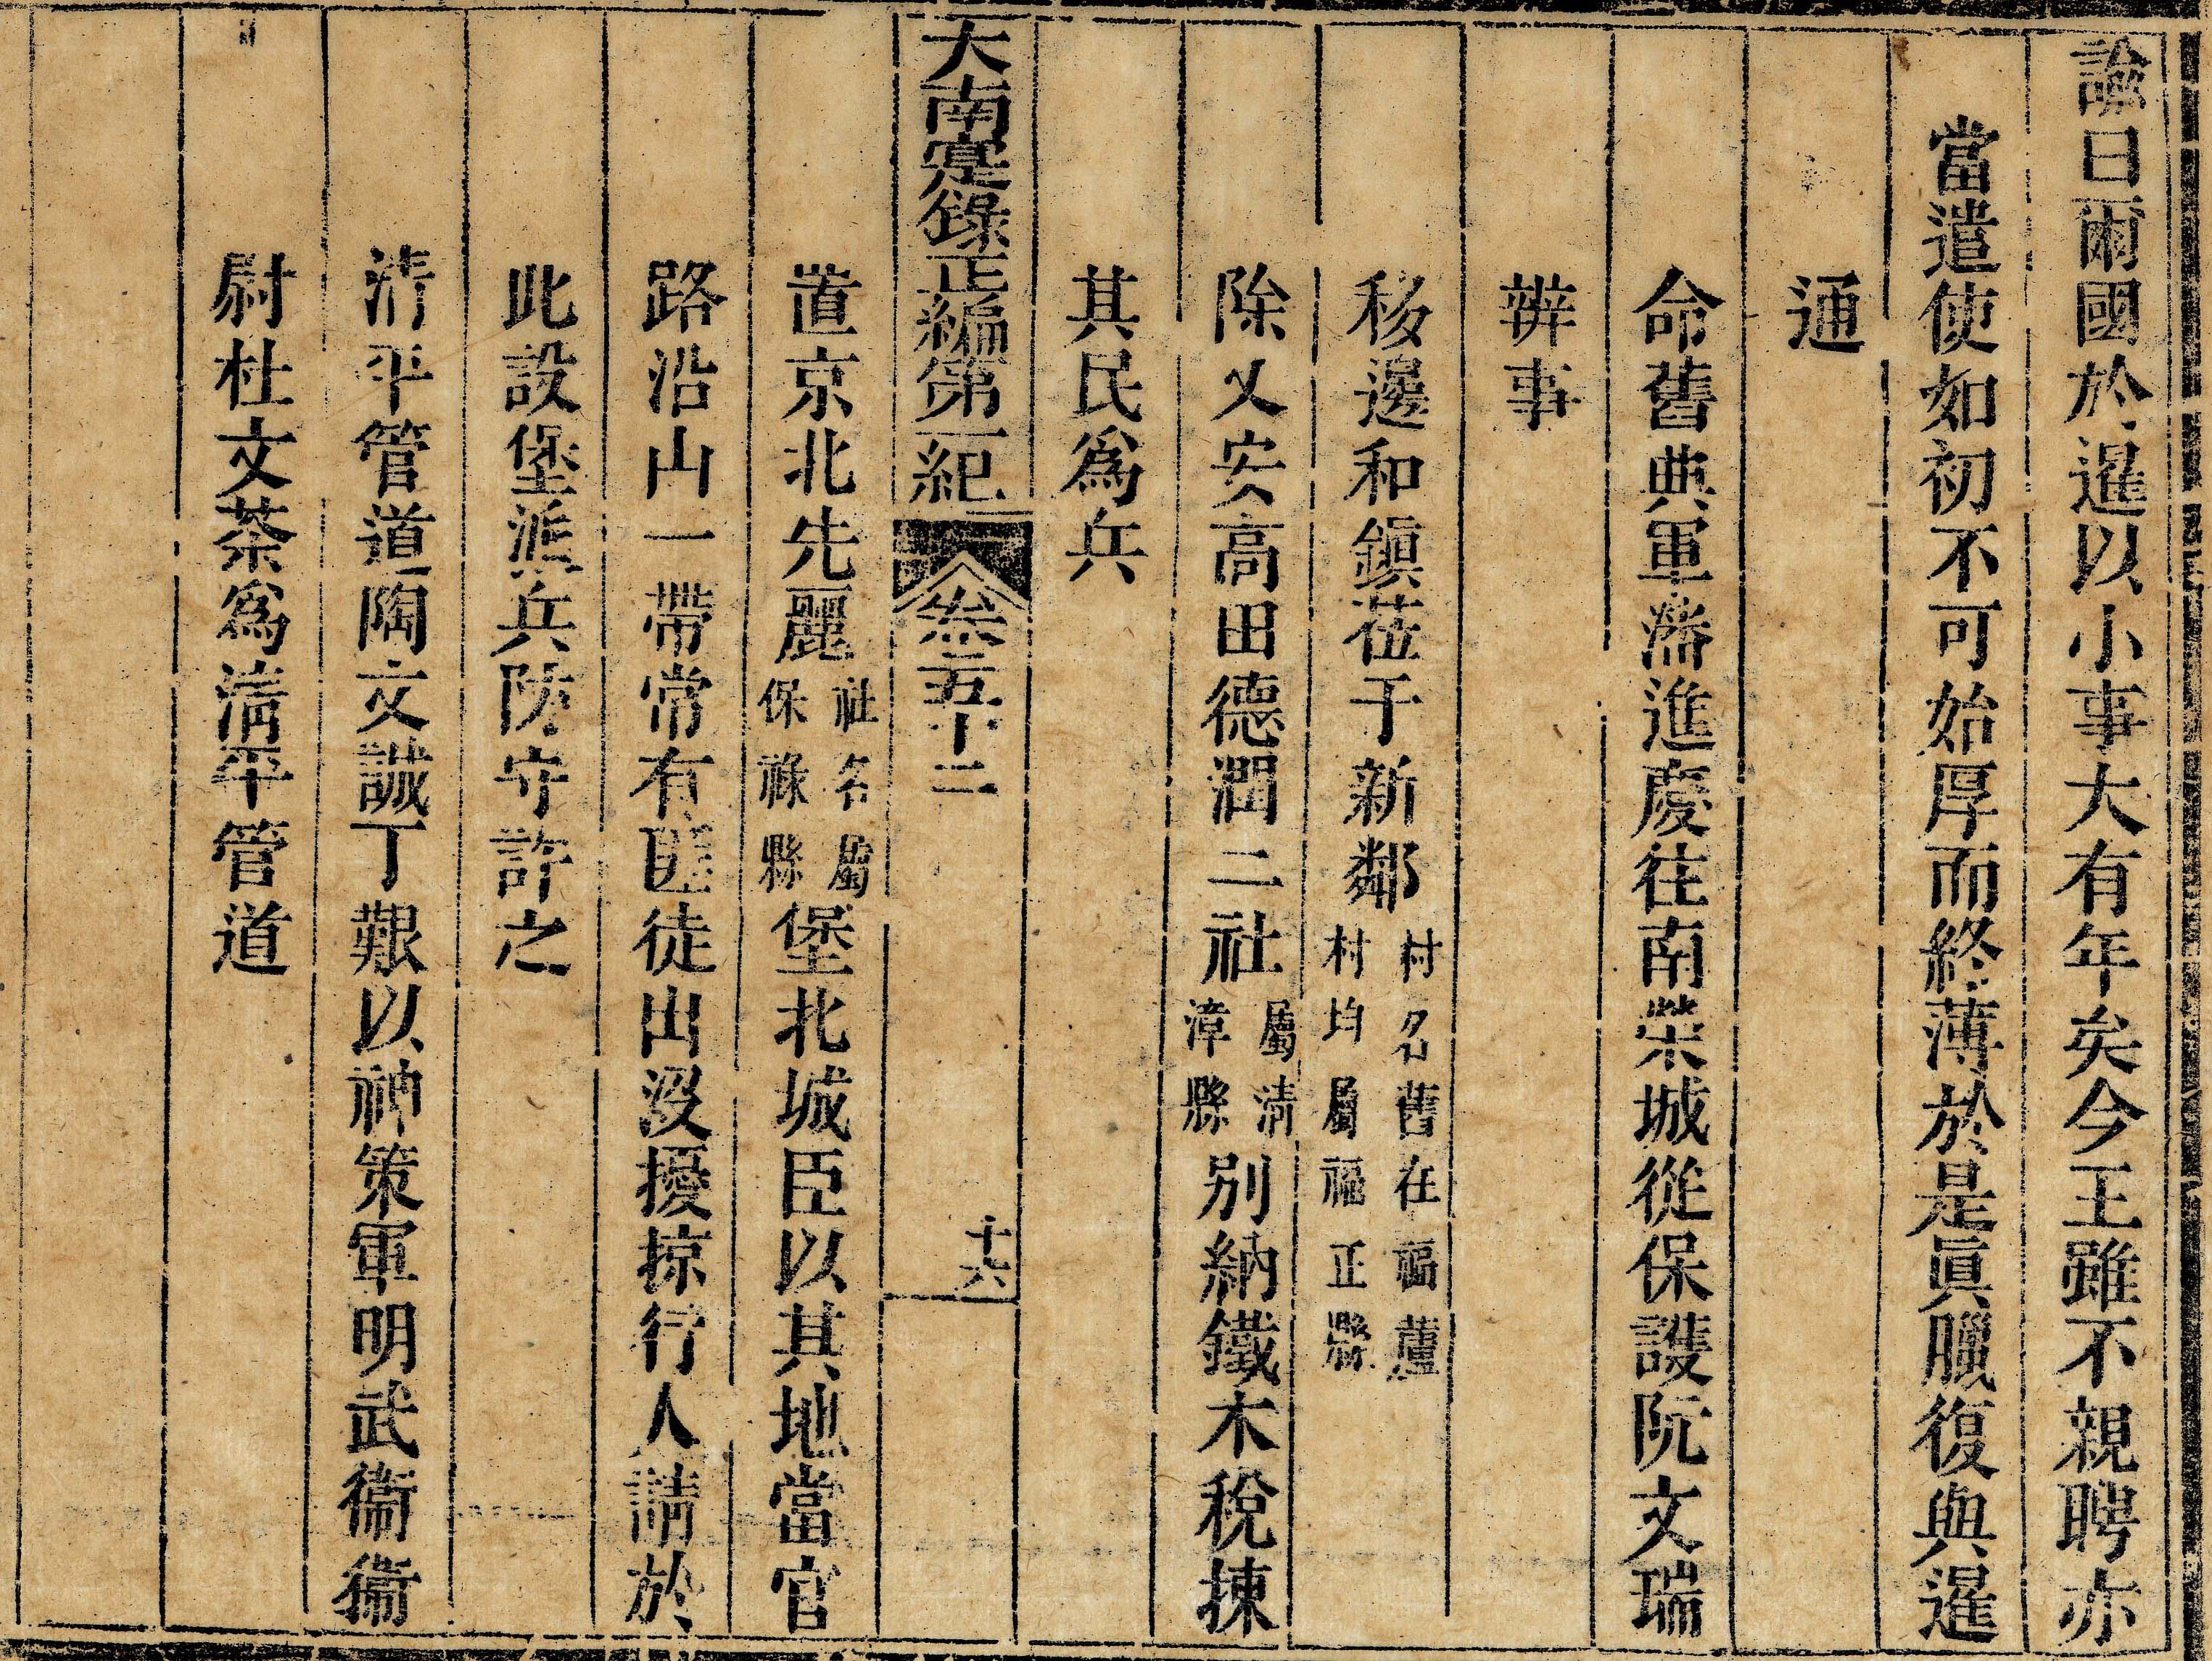 諭曰爾國於暹以小事大有年矣今王雖不親聘亦
當遣使如初不可始厚而終薄於是眞臘復與暹
通
命舊典軍潘進慶往南榮城從保護阮文瑞
辨事
移邊和鎭莅于新鄰村名舊在福蘆村均屬福正縣
除乂安高田德潤二社屬清漳縣別納鐵木稅揀
其民爲兵
大南寔錄正編第二紀 卷五十二 十六
置京北先麗社名屬保祿縣堡北城臣以其地當官
路沿山一帶常有匪徒出沒擾掠行人請於
此設堡派兵防守許之
清平管道陶文誠丁艱以神策軍明武衞衞
尉杜文茶爲淸平管道